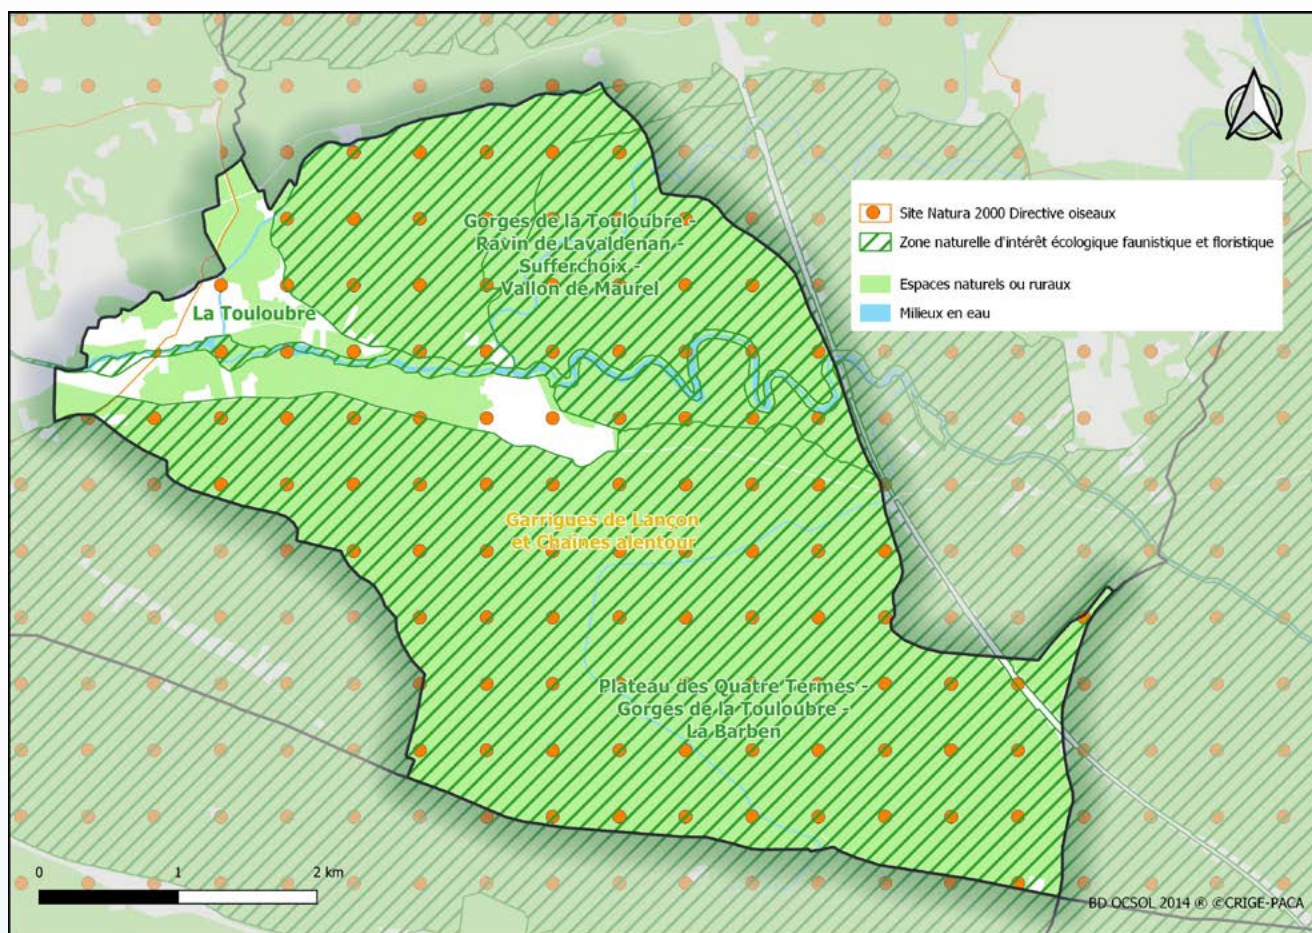 Site Natura 2000 Directive oiseaux
Zone naturelle d'intérêt écologique faunistique et floristique
Espaces naturels ou ruraux
Milieux en eau
Gorges de la Touloubre -
Ravin de Lavaldenan -
Sufferchoix -
Vallon de Maurel
La Touloubre
Garrigues de Lançon
et Chaînes alentour
Plateau des Quatre Termes -
Gorges de la Touloubre -
La Barben
0 1 2 km
BD OCSOL 2014 ® ©CRIGE-PACA